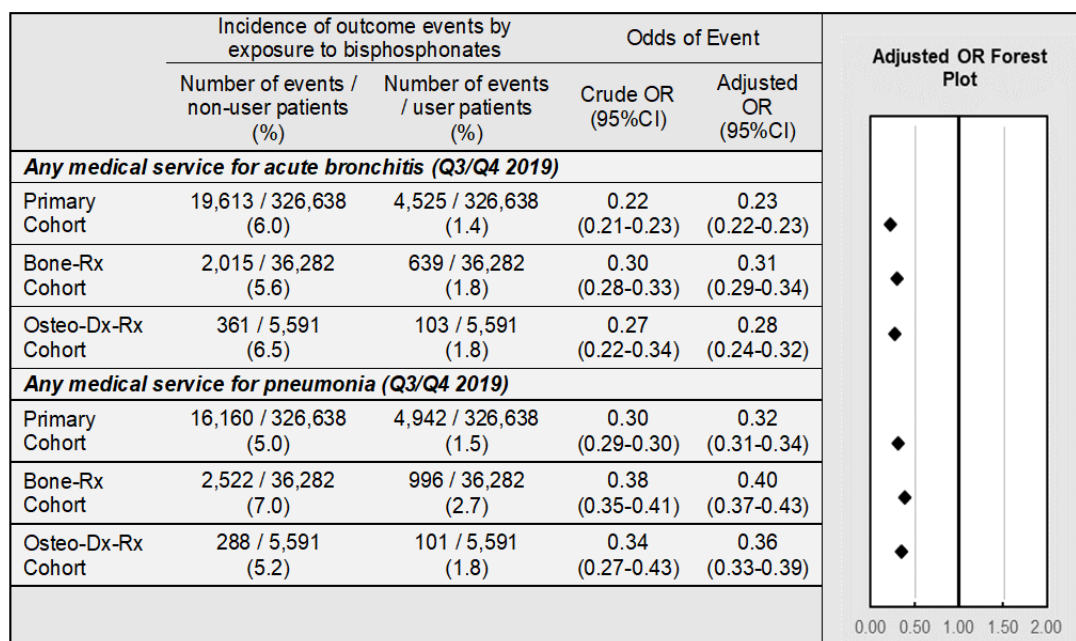 Incidence of outcome events by
exposure to bisphosphonates
Odds of Event
Number of events /
non-user patients
(%)
Number of events
/ user patients
(%)
Crude OR
(95%CI)
Adjusted
OR
(95%CI)
Adjusted OR Forest
Plot
Any medical service for acute bronchitis (Q3/Q4 2019)
Primary
Cohort
19,613 / 326,638
(6.0)
4,525 / 326,638
(1.4)
0.22
(0.21-0.23)
0.23
(0.22-0.23)
Bone-Rx
Cohort
2,015 / 36,282
(5.6)
639 / 36,282
(1.8)
0.30
(0.28-0.33)
0.31
(0.29-0.34)
Osteo-Dx-Rx
Cohort
361 / 5,591
(6.5)
103 / 5,591
(1.8)
0.27
(0.22-0.34)
0.28
(0.24-0.32)
Any medical service for pneumonia (Q3/Q4 2019)
Primary
Cohort
16,160 / 326,638
(5.0)
4,942 / 326,638
(1.5)
0.30
(0.29-0.30)
0.32
(0.31-0.34)
Bone-Rx
Cohort
2,522 / 36,282
(7.0)
996 / 36,282
(2.7)
0.38
(0.35-0.41)
0.40
(0.37-0.43)
Osteo-Dx-Rx
Cohort
288 / 5,591
(5.2)
101 / 5,591
(1.8)
0.34
(0.27-0.43)
0.36
(0.33-0.39)
0.00 0.50 1.00 1.50 2.00